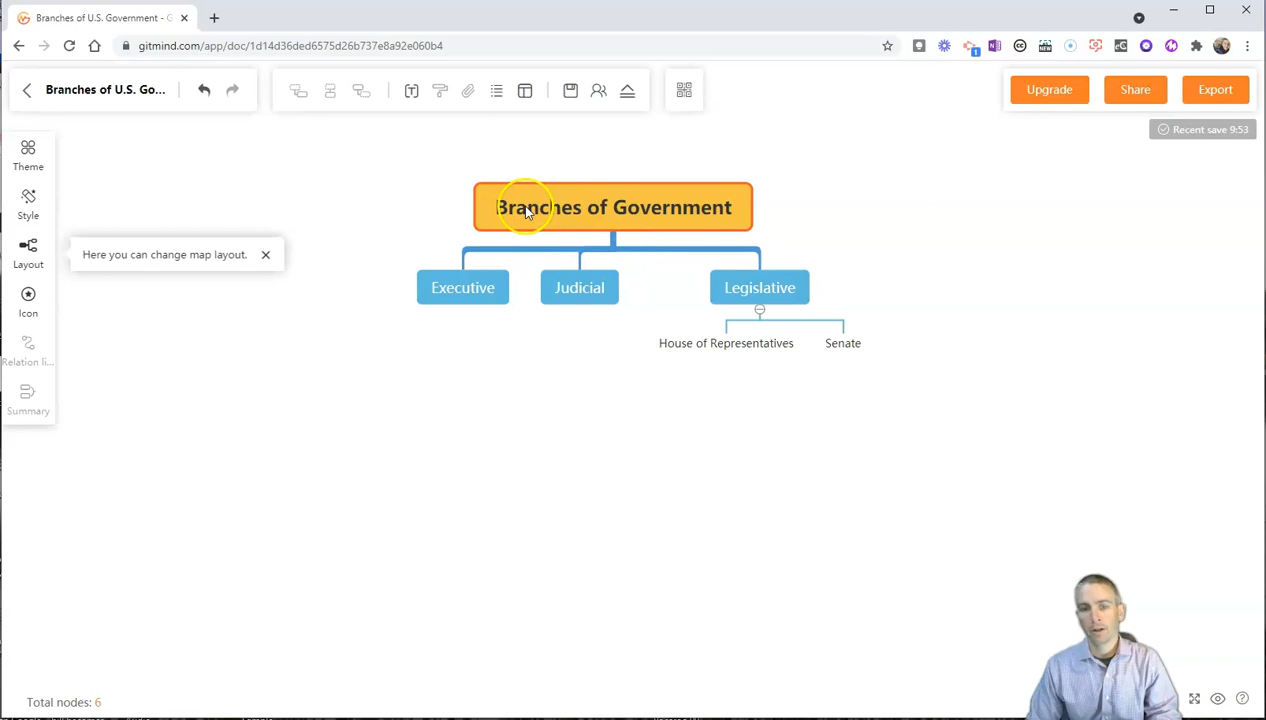 Branches of U.S. Government - G
gitmind.com/app/doc/1d14d36ded6575d26b737e8a92e060b4
1
Branches of U.S. Go...
Upgrade
Share
Export
Recent save 9:53
Theme
Style
Layout
Here you can change map layout.
Icon
Relation li...
Summary
Branches of Government
Executive
Judicial
Legislative
House of Representatives
Senate
Total nodes: 6